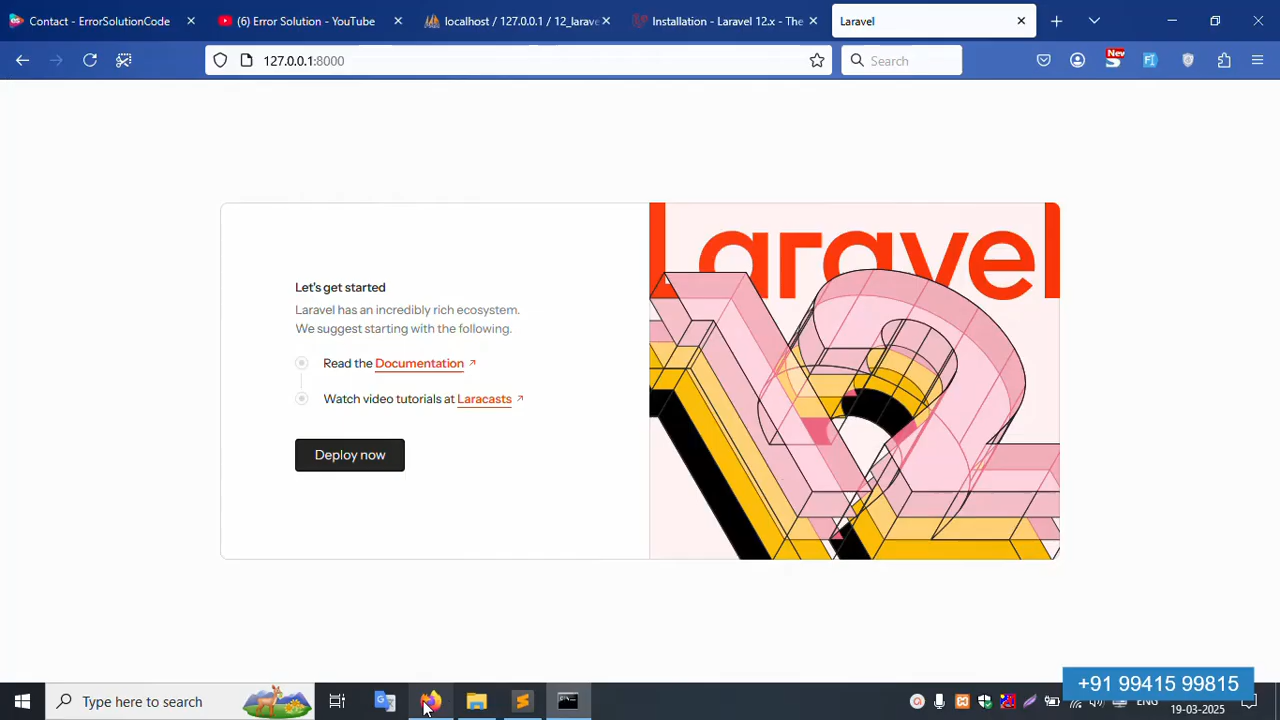 Contact - ErrorSolutionCode
(6) Error Solution - YouTube
localhost / 127.0.0.1 / 12_larave
Installation - Laravel 12.x - The
Laravel
127.0.0.1:8000
Search
New
Laravel
Let's get started
Laravel has an incredibly rich ecosystem.
We suggest starting with the following.
Read the Documentation
Watch video tutorials at Laracasts
Deploy now
Type here to search
+91 99415 99815
ENG
19-03-2025